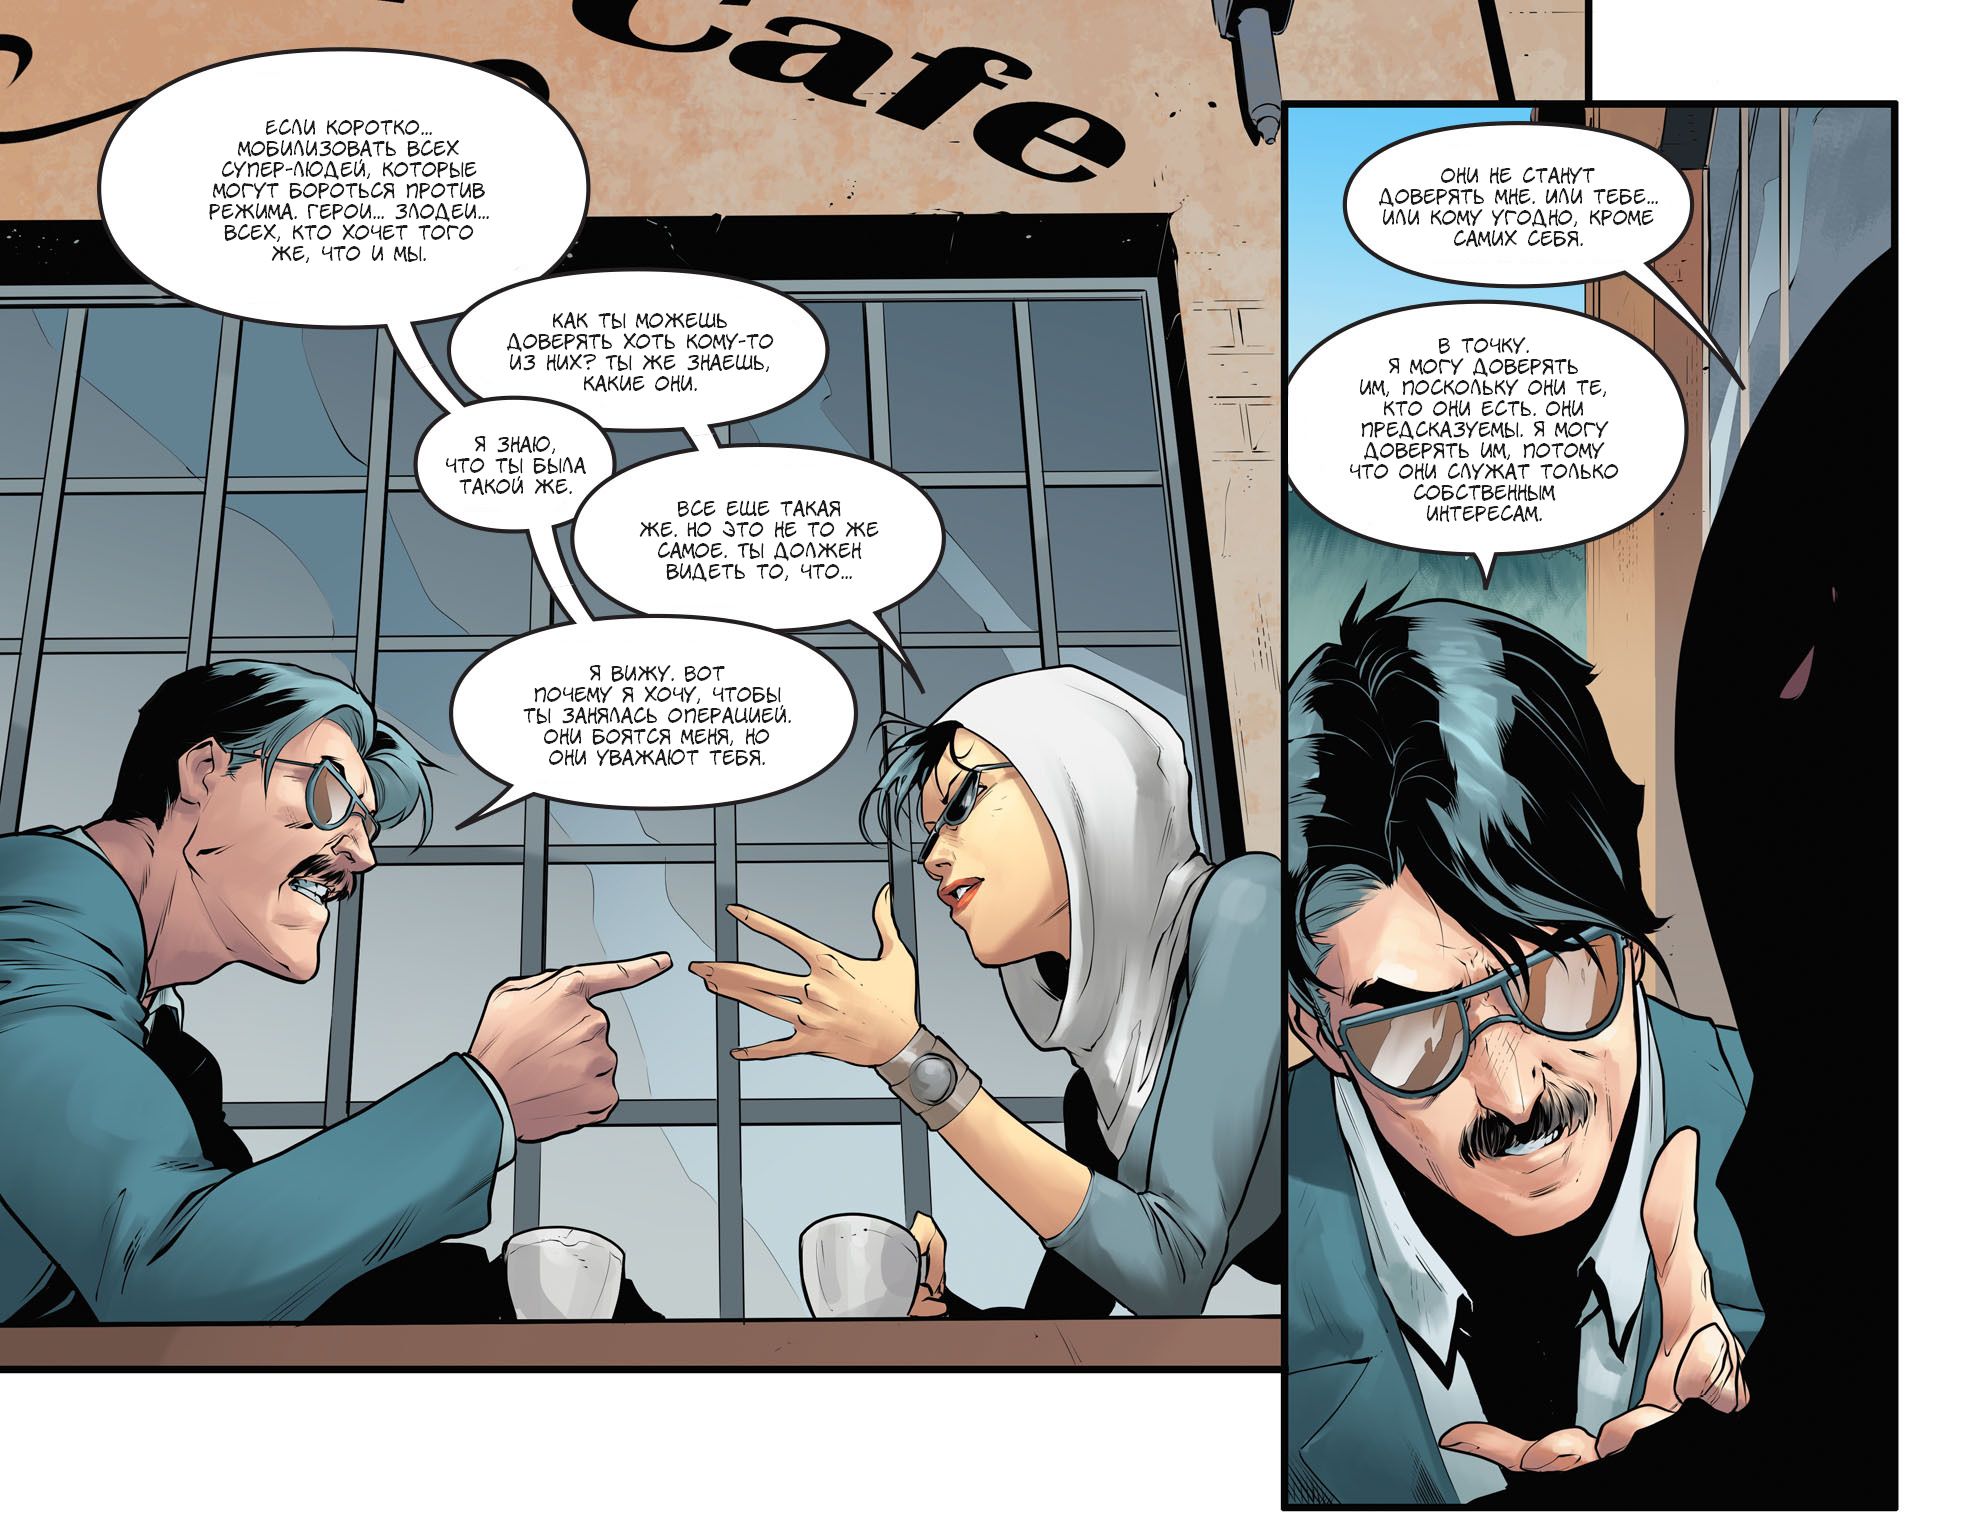 Cafe
ЕСЛИ КОРОТКО...
МОБИЛИЗОВАТЬ ВСЕХ
СУПЕР-ЛЮДЕЙ, КОТОРЫЕ
МОГУТ БОРОТЬСЯ ПРОТИВ
РЕЖИМА. ГЕРОИ... ЗЛОДЕИ...
ВСЕХ, КТО ХОЧЕТ ТОГО
ЖЕ, ЧТО И МЫ.
КАК ТЫ МОЖЕШЬ
ДОВЕРЯТЬ ХОТЬ КОМУ-ТО
ИЗ НИХ? ТЫ ЖЕ ЗНАЕШЬ,
КАКИЕ ОНИ.
Я ЗНАЮ,
ЧТО ТЫ БЫЛА
ТАКОЙ ЖЕ.
ВСЕ ЕЩЕ ТАКАЯ
ЖЕ. НО ЭТО НЕ ТО ЖЕ
САМОЕ. ТЫ ДОЛЖЕН
ВИДЕТЬ ТО, ЧТО...
Я ВИЖУ. ВОТ
ПОЧЕМУ Я ХОЧУ, ЧТОБЫ
ТЫ ЗАНЯЛАСЬ ОПЕРАЦИЕЙ.
ОНИ БОЯТСЯ МЕНЯ, НО
ОНИ УВАЖАЮТ ТЕБЯ.
ОНИ НЕ СТАНУТ
ДОВЕРЯТЬ МНЕ. ИЛИ ТЕБЕ...
ИЛИ КОМУ УГОДНО, КРОМЕ
САМИХ СЕБЯ.
В ТОЧКУ.
Я МОГУ ДОВЕРЯТЬ
ИМ, ПОСКОЛЬКУ ОНИ ТЕ,
КТО ОНИ ЕСТЬ. ОНИ
ПРЕДСКАЗУЕМЫ. Я МОГУ
ДОВЕРЯТЬ ИМ, ПОТОМУ
ЧТО ОНИ СЛУЖАТ ТОЛЬКО
СОБСТВЕННЫМ
ИНТЕРЕСАМ.